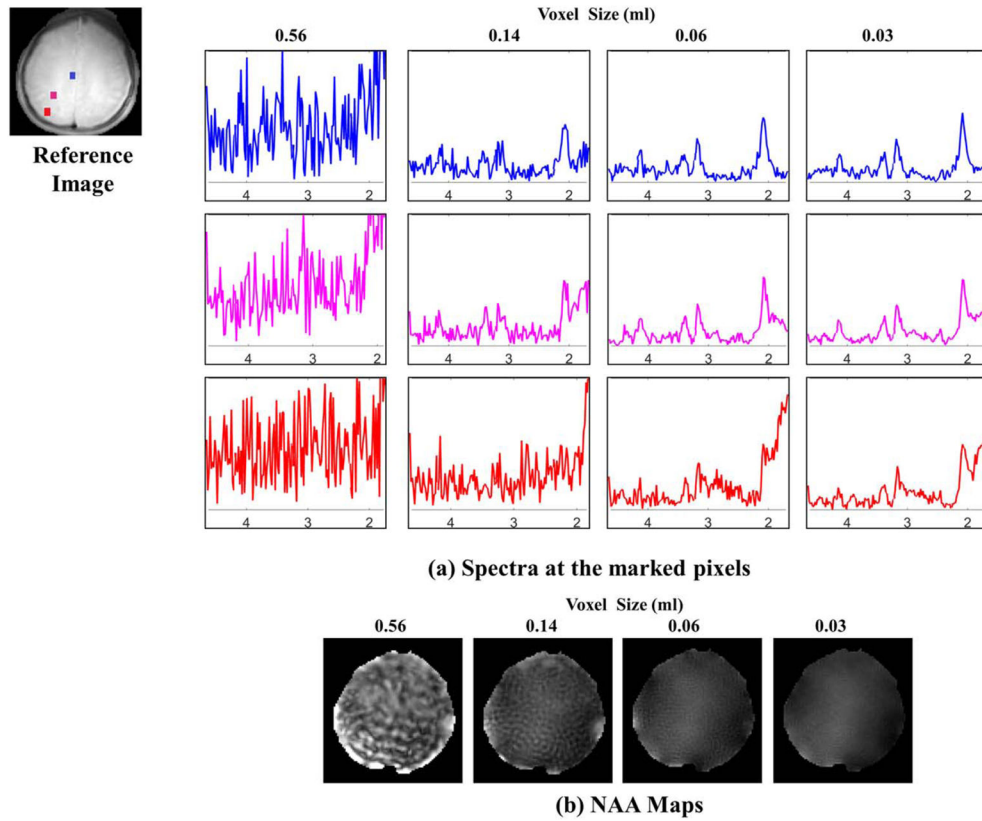 Voxel Size (ml)
0.56 0.14 0.06 0.03
Reference
Image
4 3 2 4 3 2 4 3 2 4 3 2
4 3 2 4 3 2 4 3 2 4 3 2
4 3 2 4 3 2 4 3 2 4 3 2
(a) Spectra at the marked pixels
Voxel Size (ml)
0.56 0.14 0.06 0.03
(b) NAA Maps